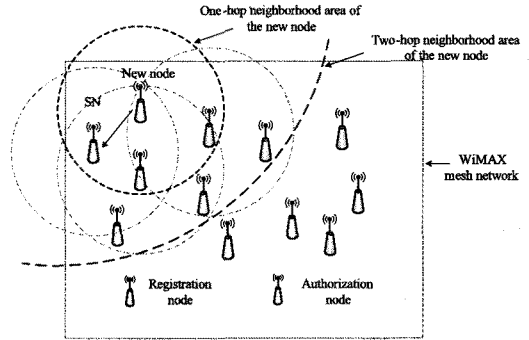 One-hop neighborhood area of
the new node
Two-hop neighborhood area
of the new node
New node
SN
WiMAX
mesh network
Registration
node
Authorization
node